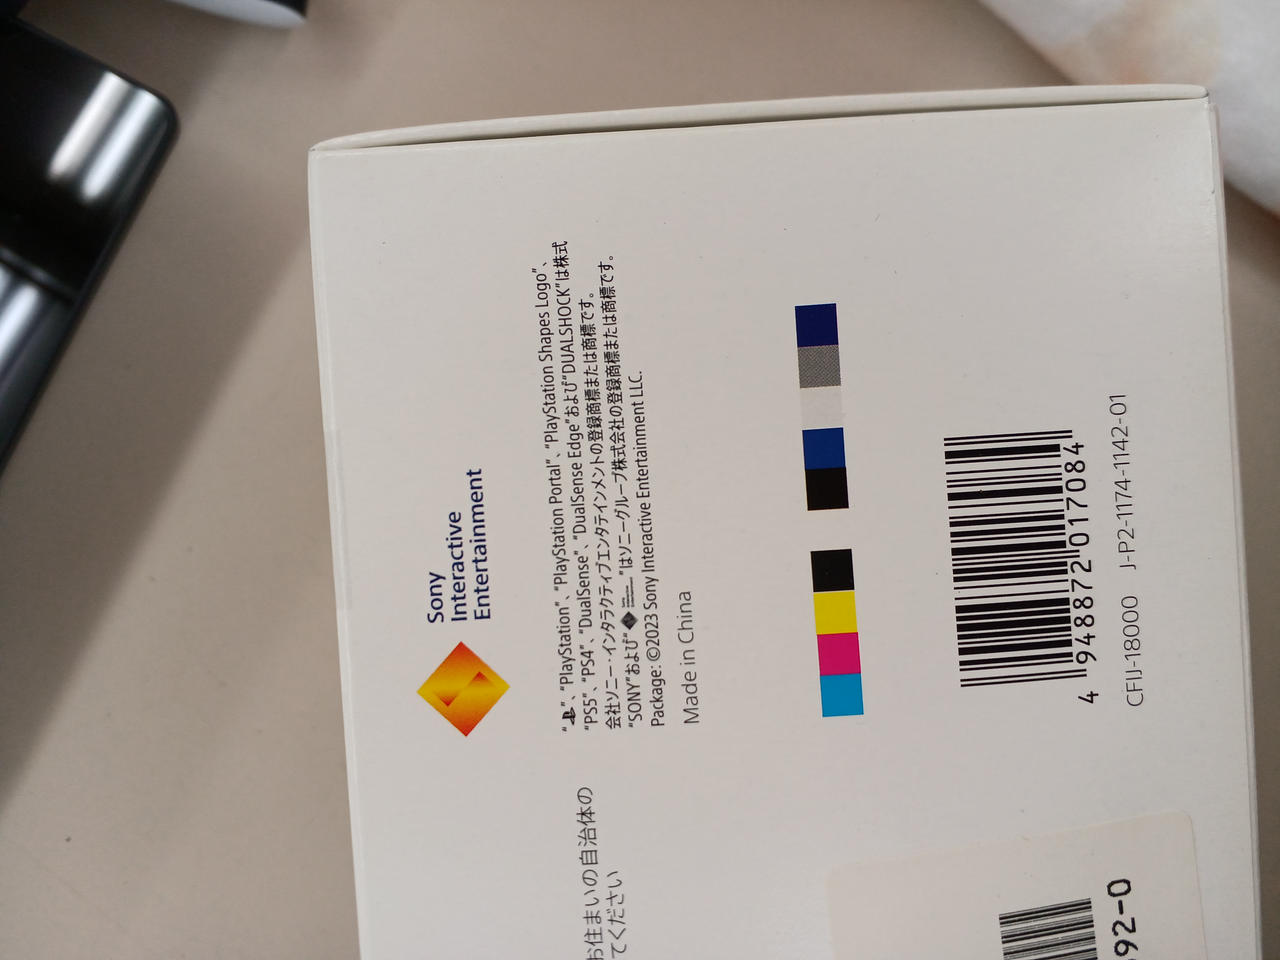 Sony
Interactive
Entertainment
“ ”、“PlayStation”、“PlayStation Portal”、“PlayStation Shapes Logo”、
“PS5”、“PS4”、“DualSense”、“DualSense Edge”および“DUALSHOCK”は株式
会社ソニー・インタラクティブエンタテインメントの登録商標または商標です。
“SONY”および“ ”はソニーグループ株式会社の登録商標または商標です。
Package: ©2023 Sony Interactive Entertainment LLC.
Made in China
4 948872 017084
CFIJ-18000 J-P2-1174-1142-01
お住まいの自治体の
てください
92-0